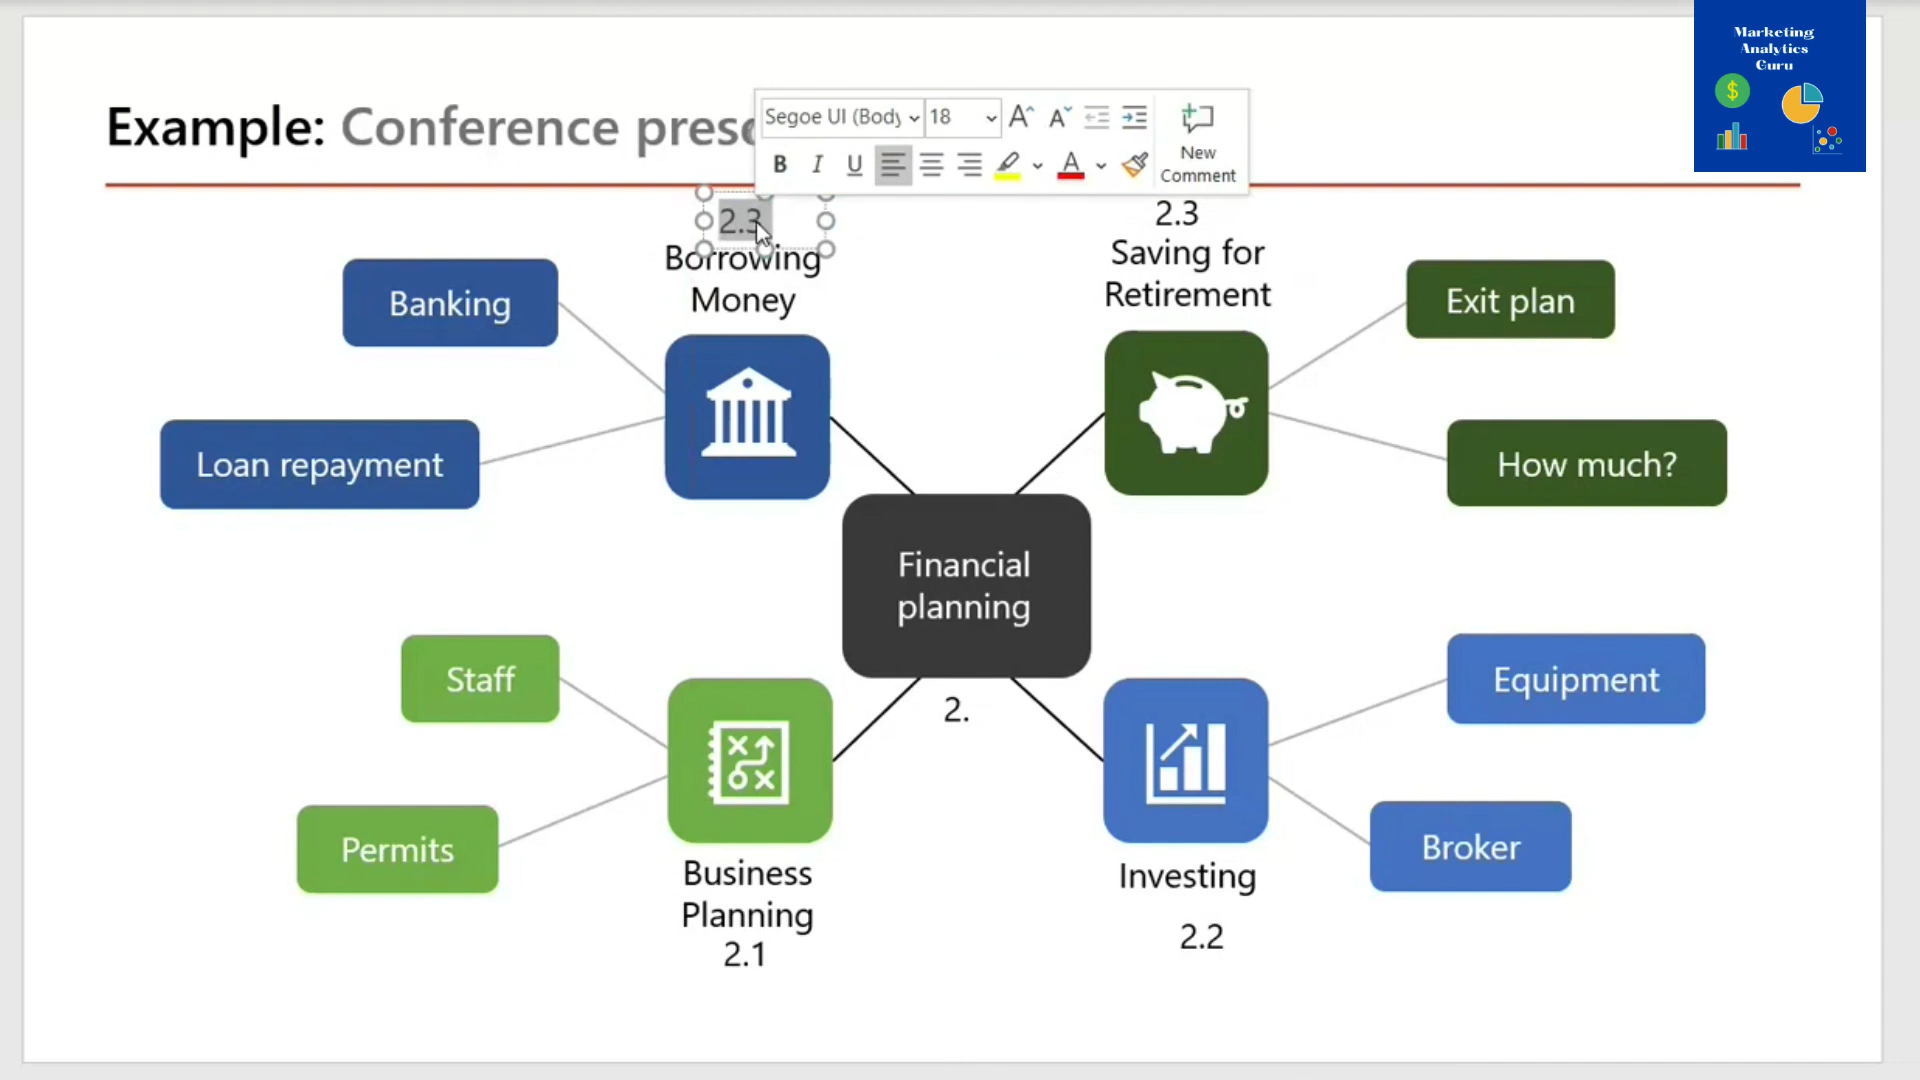 Marketing
Analytics
Guru
Example: Conference pres
Segoe UI (Body
18
B I U
New
Comment
2.3
Borrowing
Money
2.3
Saving for
Retirement
Banking
Exit plan
Loan repayment
How much?
Financial
planning
Staff
Equipment
2.
Permits
Broker
Business
Planning
2.1
Investing
2.2